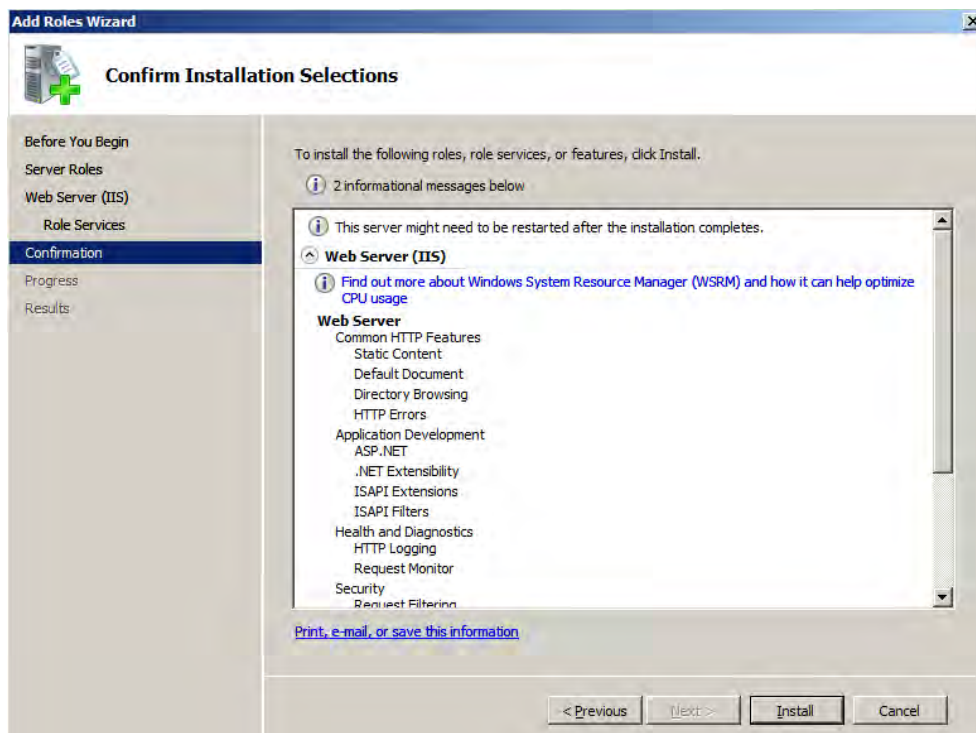 Add Roles Wizard
Confirm Installation Selections
Before You Begin
Server Roles
Web Server (IIS)
Role Services
Confirmation
Progress
Results
To install the following roles, role services, or features, click Install.
2 informational messages below
This server might need to be restarted after the installation completes.
Web Server (IIS)
Find out more about Windows System Resource Manager (WSRM) and how it can help optimize
CPU usage
Web Server
Common HTTP Features
Static Content
Default Document
Directory Browsing
HTTP Errors
Application Development
ASP.NET
.NET Extensibility
ISAPI Extensions
ISAPI Filters
Health and Diagnostics
HTTP Logging
Request Monitor
Security
Request Filtering
Print, e-mail, or save this information
< Previous
Next >
Install
Cancel